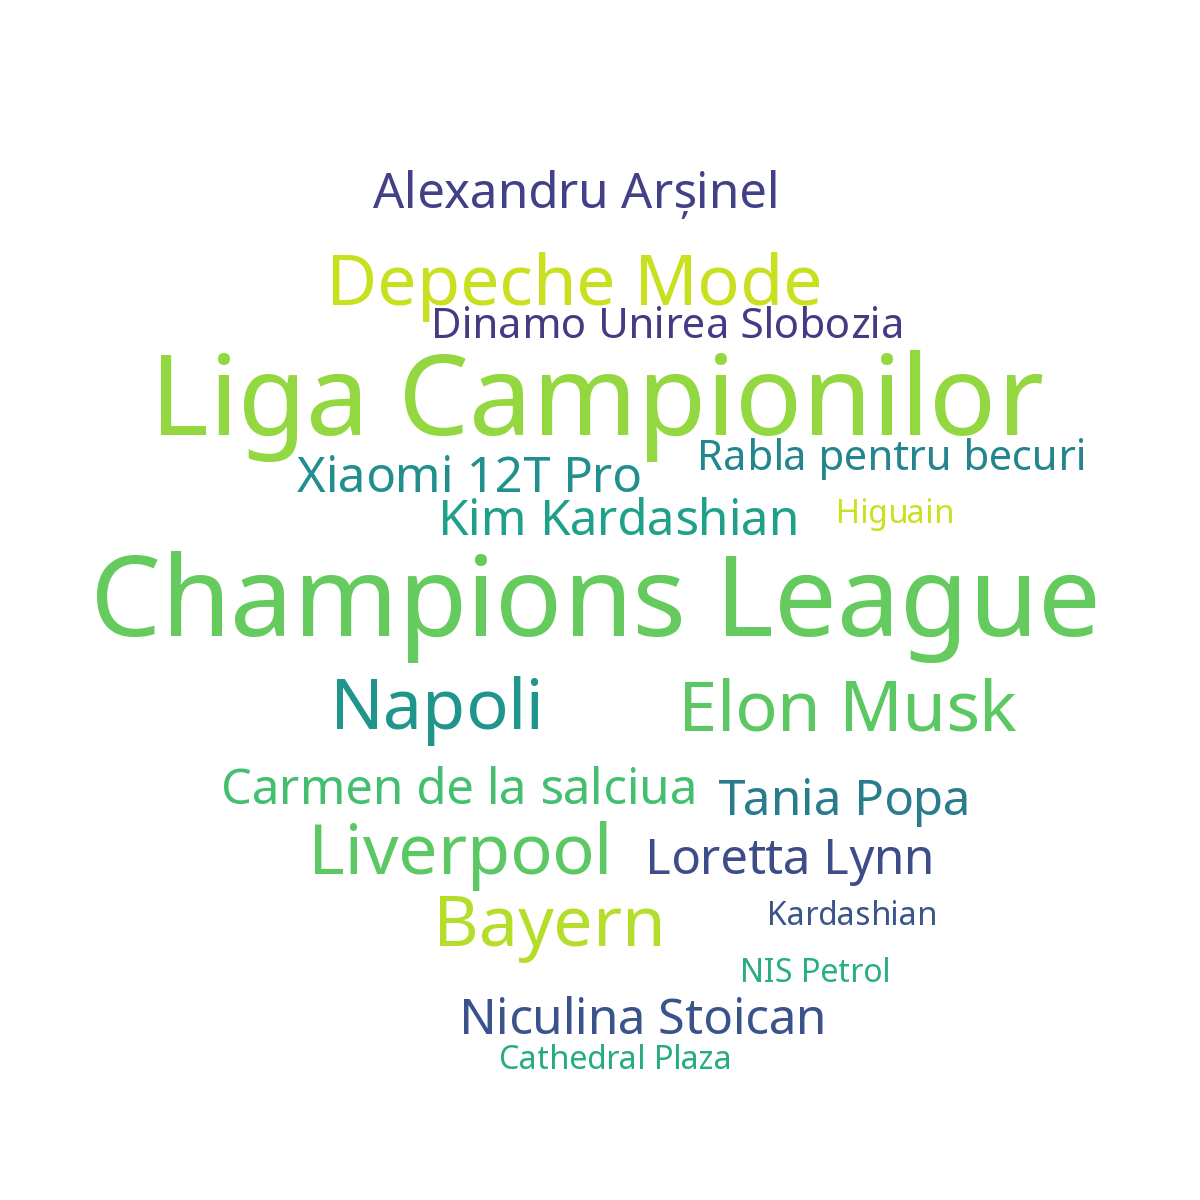 Alexandru Arșinel
Depeche Mode
Dinamo Unirea Slobozia
Liga Campionilor
Rabla pentru becuri
Xiaomi 12T Pro
Kim Kardashian
Higuain
Champions League
Napoli
Elon Musk
Carmen de la salciua
Tania Popa
Liverpool
Loretta Lynn
Bayern
Kardashian
NIS Petrol
Niculina Stoican
Cathedral Plaza